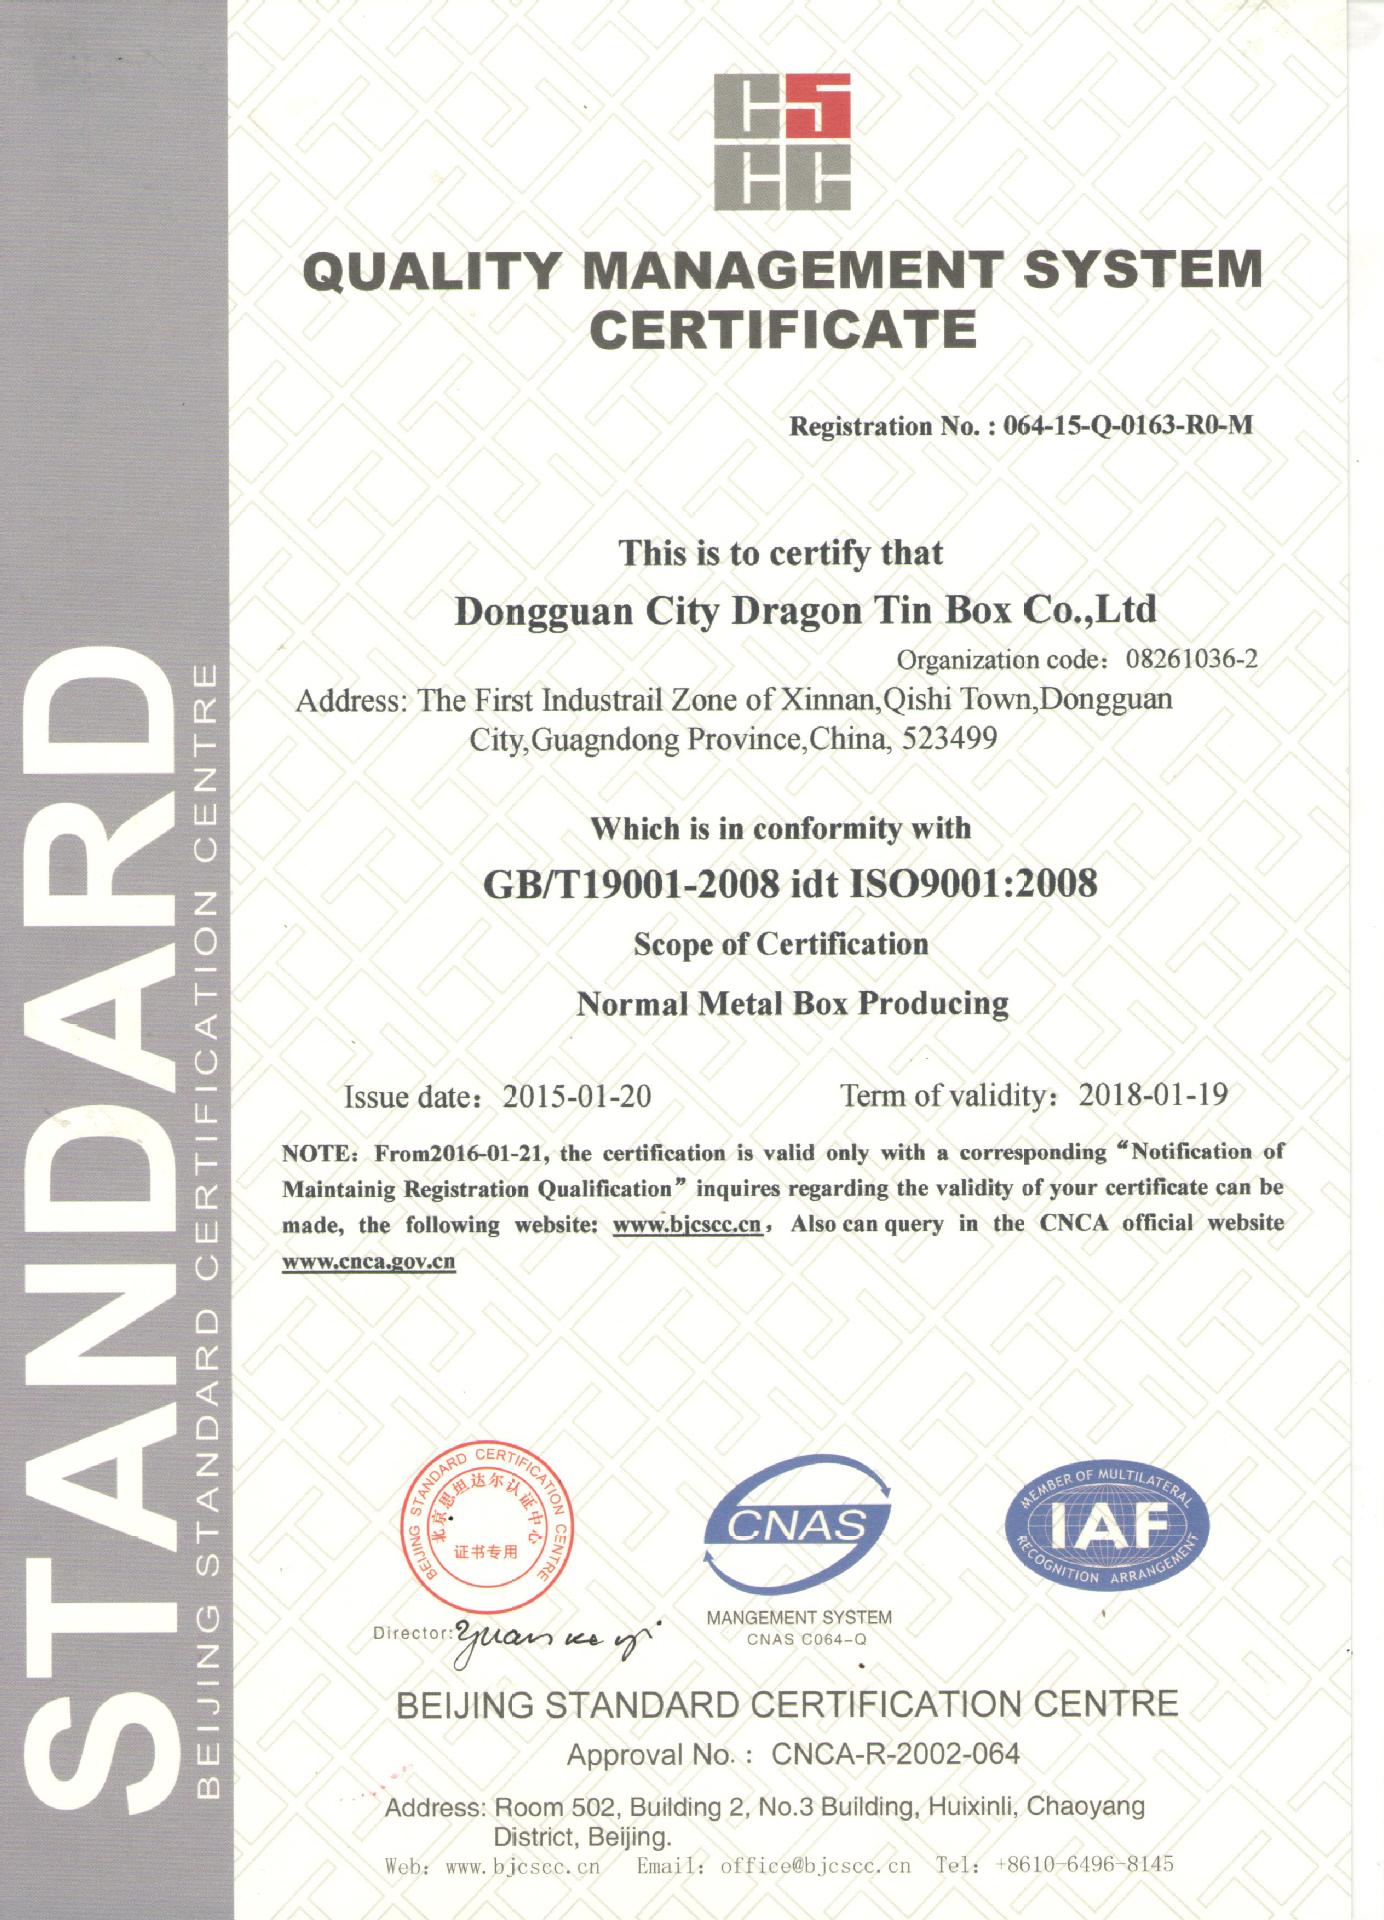 STANDARD
BEIJING STANDARD CERTIFICATION CENTRE
CS
CC
QUALITY MANAGEMENT SYSTEM
CERTIFICATE
Registration No. : 064-15-Q-0163-R0-M
This is to certify that
Dongguan City Dragon Tin Box Co.,Ltd
Organization code: 08261036-2
Address: The First Industrail Zone of Xinnan,Qishi Town,Dongguan
City,Guagndong Province,China, 523499
Which is in conformity with
GB/T19001-2008 idt ISO9001:2008
Scope of Certification
Normal Metal Box Producing
Issue date: 2015-01-20 Term of validity: 2018-01-19
NOTE: From2016-01-21, the certification is valid only with a corresponding “Notification of
Maintainig Registration Qualification” inquires regarding the validity of your certificate can be
made, the following website: www.bjcscc.cn, Also can query in the CNCA official website
www.cnca.gov.cn
BEIJING STANDARD CERTIFICATION CENTRE
北京思坦达尔认证中心
证书专用
CNAS
MEMBER OF MULTILATERAL
IAF
RECOGNITION ARRANGEMENT
Director: Yuan ke yi
MANGEMENT SYSTEM
CNAS C064-Q
BEIJING STANDARD CERTIFICATION CENTRE
Approval No. : CNCA-R-2002-064
Address: Room 502, Building 2, No.3 Building, Huixinli, Chaoyang
District, Beijing.
Web: www.bjcscc.cn Email: office@bjcscc.cn Tel: +8610-6496-8145